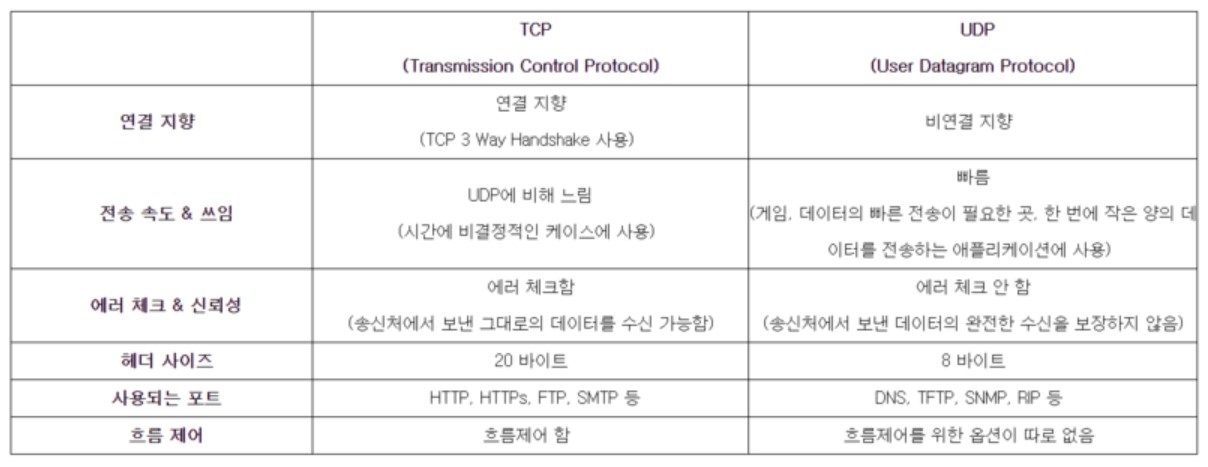 TCP
(Transmission Control Protocol)
UDP
(User Datagram Protocol)
연결 지향
연결 지향
(TCP 3 Way Handshake 사용)
비연결 지향
전송 속도 & 쓰임
UDP에 비해 느림
(시간에 비결정적인 케이스에 사용)
빠름
(게임, 데이터의 빠른 전송이 필요한 곳, 한 번에 작은 양의 데
이터를 전송하는 애플리케이션에 사용)
에러 체크 & 신뢰성
에러 체크함
(송신처에서 보낸 그대로의 데이터를 수신 가능함)
에러 체크 안 함
(송신처에서 보낸 데이터의 완전한 수신을 보장하지 않음)
헤더 사이즈
20 바이트
8 바이트
사용되는 포트
HTTP, HTTPs, FTP, SMTP 등
DNS, TFTP, SNMP, RIP 등
흐름 제어
흐름제어 함
흐름제어를 위한 옵션이 따로 없음